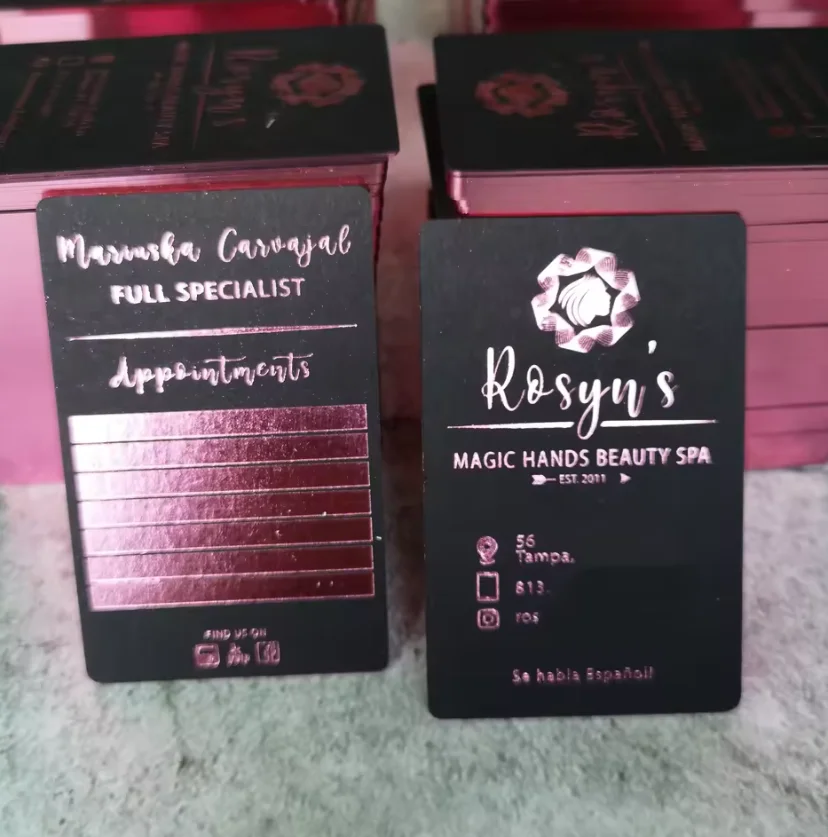 Mariuska Carvajal
FULL SPECIALIST
Appointments
FIND US ON
Rosyn's
MAGIC HANDS BEAUTY SPA
EST. 2011
56
Tampa,
813.
ros
Se habla Español!
Rosyn's